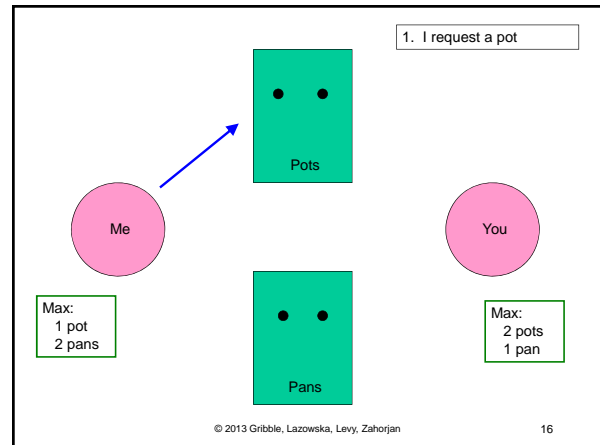 1. I request a pot
Pots
Me
You
Max:
1 pot
2 pans
Max:
2 pots
1 pan
Pans
© 2013 Gribble, Lazowska, Levy, Zahorjan
16